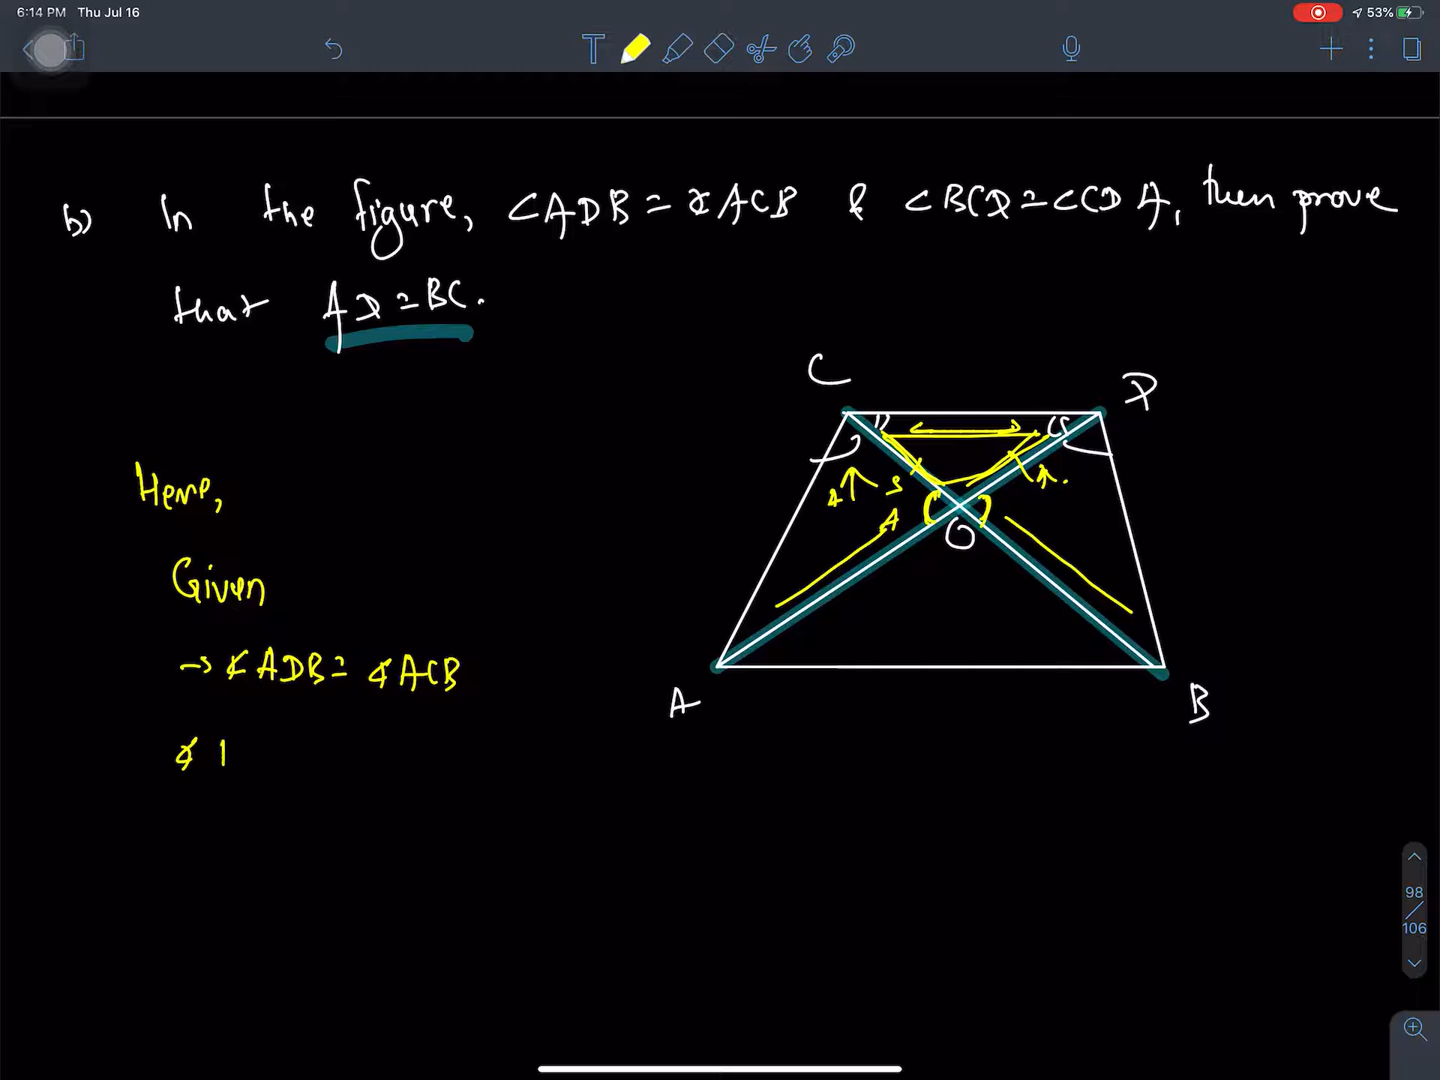 6:14 PM Thu Jul 16
53%
b) In the figure, <ADB = ∠ACB & <BCD = <CDA, then prove
that AD = BC.
C
D
Here,
O
Given
→ ∠ADB = ∠ACB
A
B
∠ 1
98
106